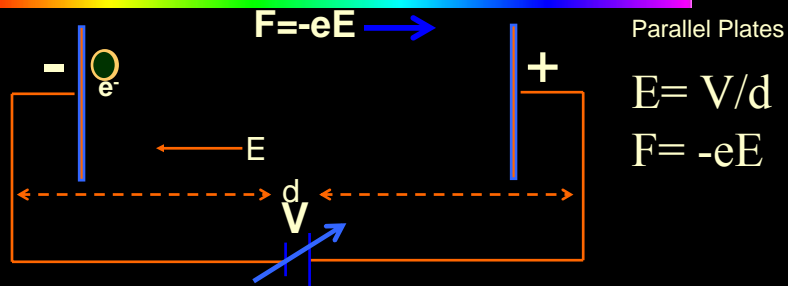 F=-eE
Parallel Plates
-
e-
+
E= V/d
F= -eE
E
d
V